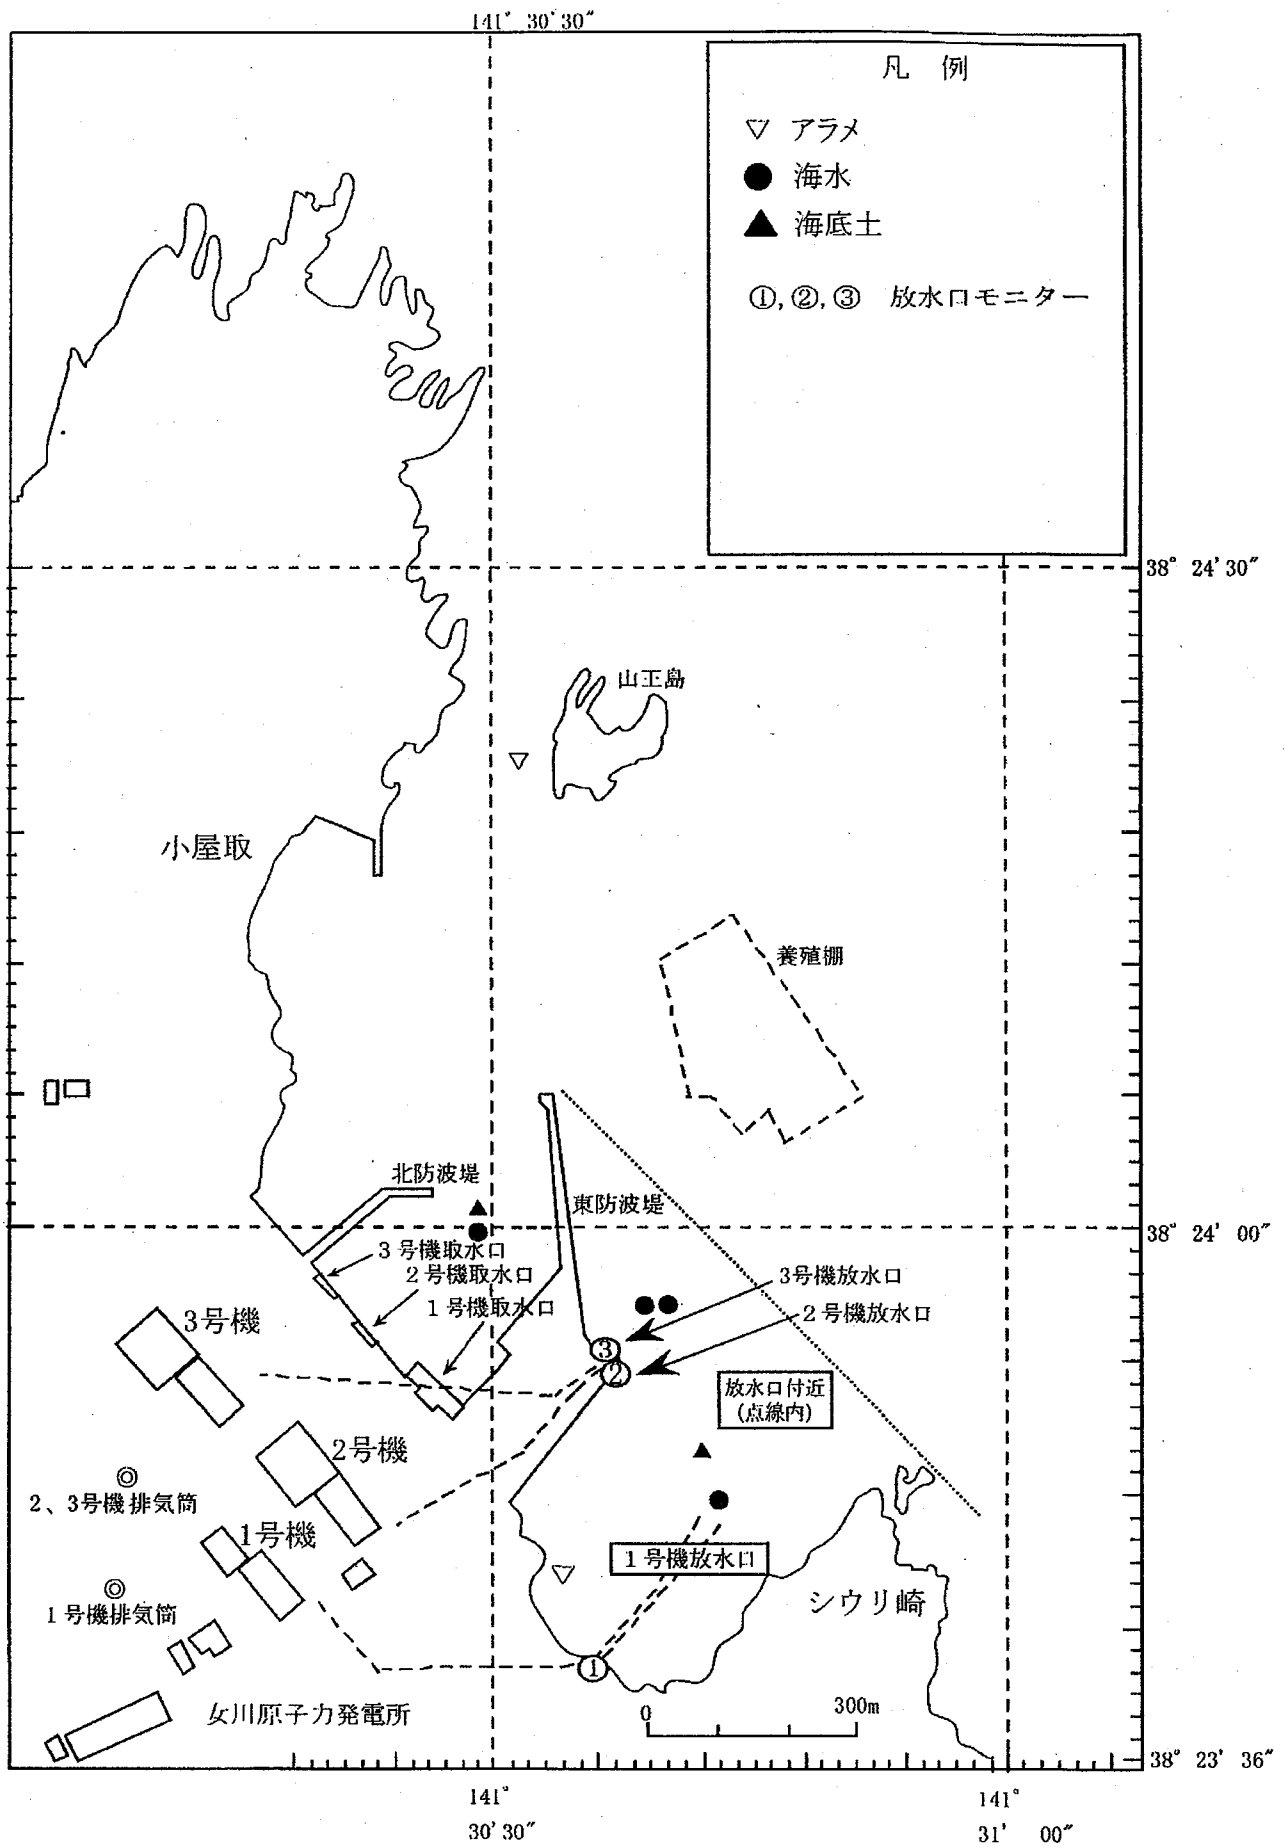 141° 30′ 30″
凡 例
アラメ
海水
海底土
①, ②, ③ 放水口モニター
38° 24′ 30″
山王島
小屋取
養殖棚
北防波堤
東防波堤
38° 24′ 00″
3号機取水口
2号機取水口
1号機取水口
3号機放水口
2号機放水口
3号機
③
②
放水口付近
(点線内)
2号機
2、3号機排気筒
1号機
1号機放水口
1号機排気筒
シウリ崎
①
女川原子力発電所
0 300m
38° 23′ 36″
141°
30′ 30″
141°
31′ 00″